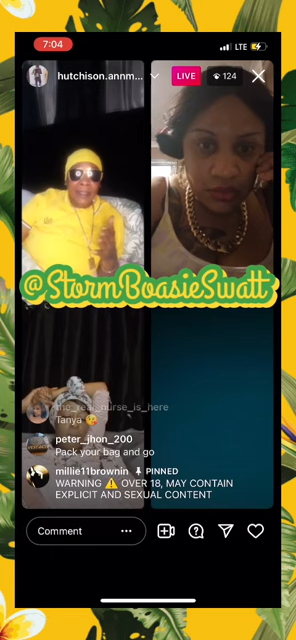 7:04
LTE
hutchison.annm...
LIVE
124
@StormBoasieSwatt
the_real_nurse_is_here
Tanya 😘
peter_jhon_200
Pack your bag and go
millie11brownin PINNED
WARNING ⚠️ OVER 18, MAY CONTAIN
EXPLICIT AND SEXUAL CONTENT
Comment ...